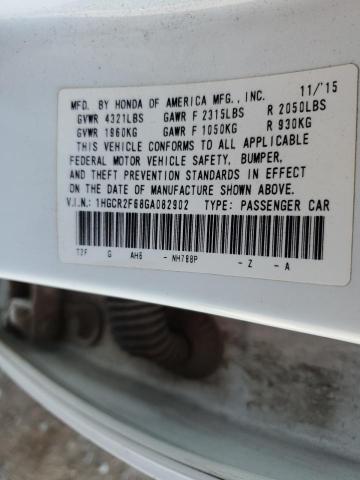 MFD. BY HONDA OF AMERICA MFG., INC. 11/'15
GVWR 4321LBS GAWR F 2315LBS R 2050LBS
GVWR 1960KG GAWR F 1050KG R 930KG
THIS VEHICLE CONFORMS TO ALL APPLICABLE
FEDERAL MOTOR VEHICLE SAFETY, BUMPER,
AND THEFT PREVENTION STANDARDS IN EFFECT
ON THE DATE OF MANUFACTURE SHOWN ABOVE.
V.I.N.: 1HGCR2F68GA082902 TYPE: PASSENGER CAR
T2F G AH6 - NH788P - Z - A